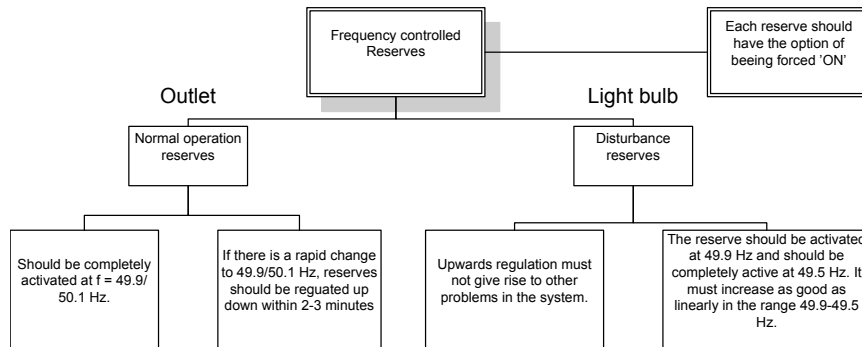 Frequency controlled
Reserves
Each reserve should
have the option of
beeing forced 'ON'
Outlet
Light bulb
Normal operation
reserves
Disturbance
reserves
Should be completely
activated at f = 49.9/
50.1 Hz.
If there is a rapid change
to 49.9/50.1 Hz, reserves
should be reguated up
down within 2-3 minutes
Upwards regulation must
not give rise to other
problems in the system.
The reserve should be activated
at 49.9 Hz and should be
completely active at 49.5 Hz. It
must increase as good as
linearly in the range 49.9-49.5
Hz.